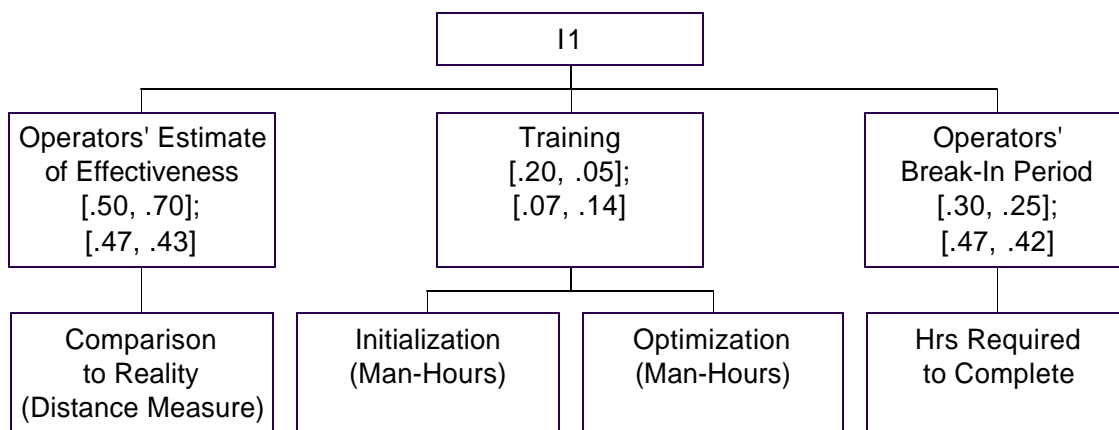 I1
Operators' Estimate
of Effectiveness
[.50, .70];
[.47, .43]
Training
[.20, .05];
[.07, .14]
Operators'
Break-In Period
[.30, .25];
[.47, .42]
Comparison
to Reality
(Distance Measure)
Initialization
(Man-Hours)
Optimization
(Man-Hours)
Hrs Required
to Complete